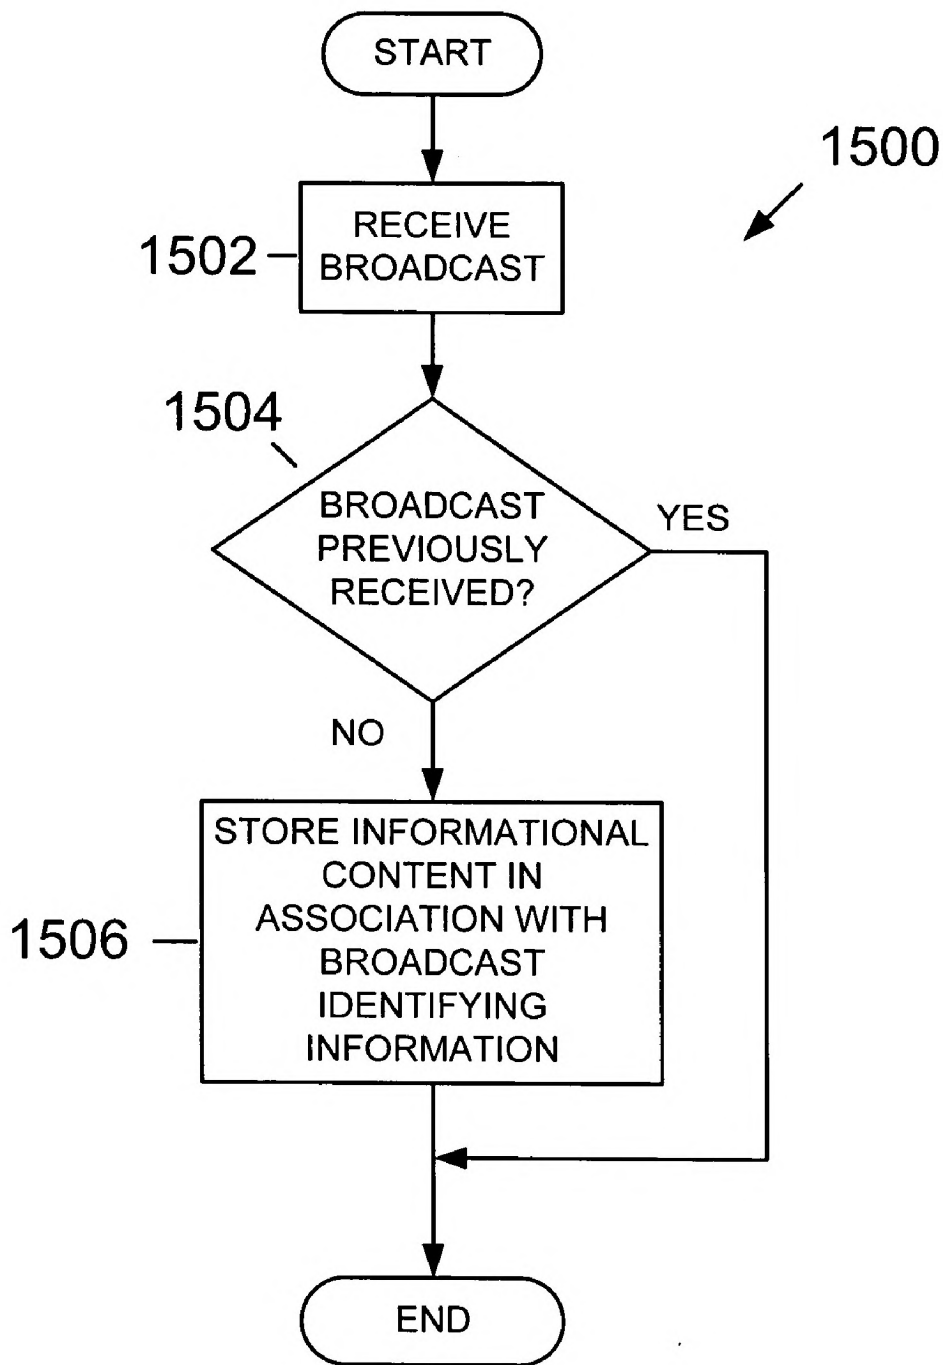 START
1500
RECEIVE
BROADCAST
1502
1504
BROADCAST
PREVIOUSLY
RECEIVED?
YES
NO
STORE INFORMATIONAL
CONTENT IN
ASSOCIATION WITH
BROADCAST
IDENTIFYING
INFORMATION
1506
END